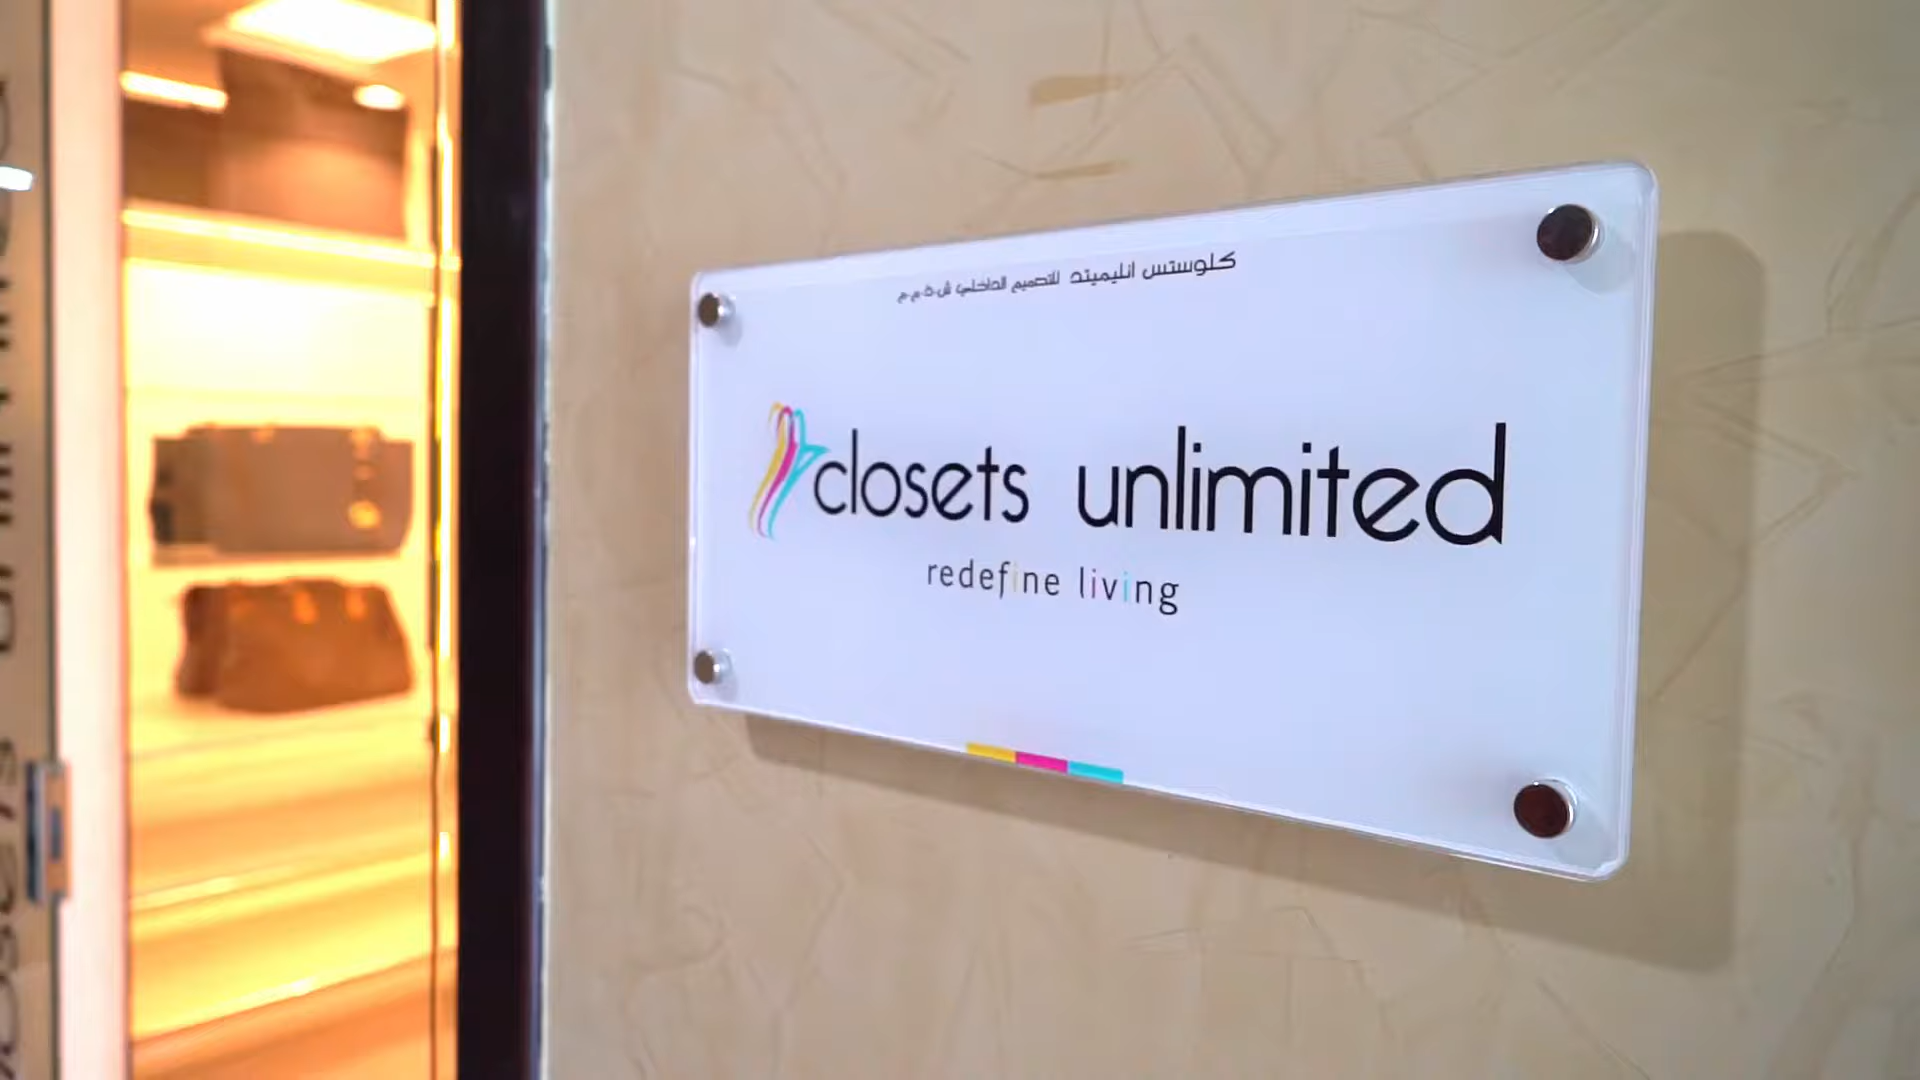 كلوستس انليميتد للتصميم الداخلي ش.ذ.م.م
closets unlimited
redefine living